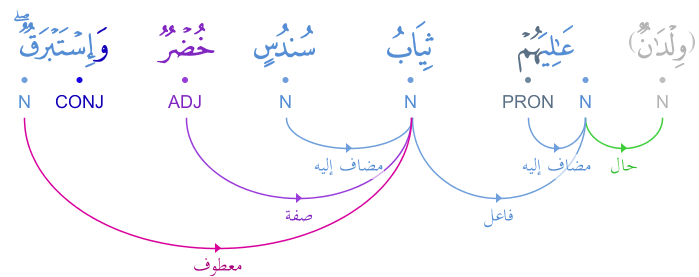 (وِلْدَٰنٌ) عَٰلِيَهُمْ ثِيَابُ سُندُسٍ خُضْرٌ وَإِسْتَبْرَقٌ ۖ
N CONJ ADJ N N PRON N N
مضاف إليه مضاف إليه حال
صفة فاعل
معطوف